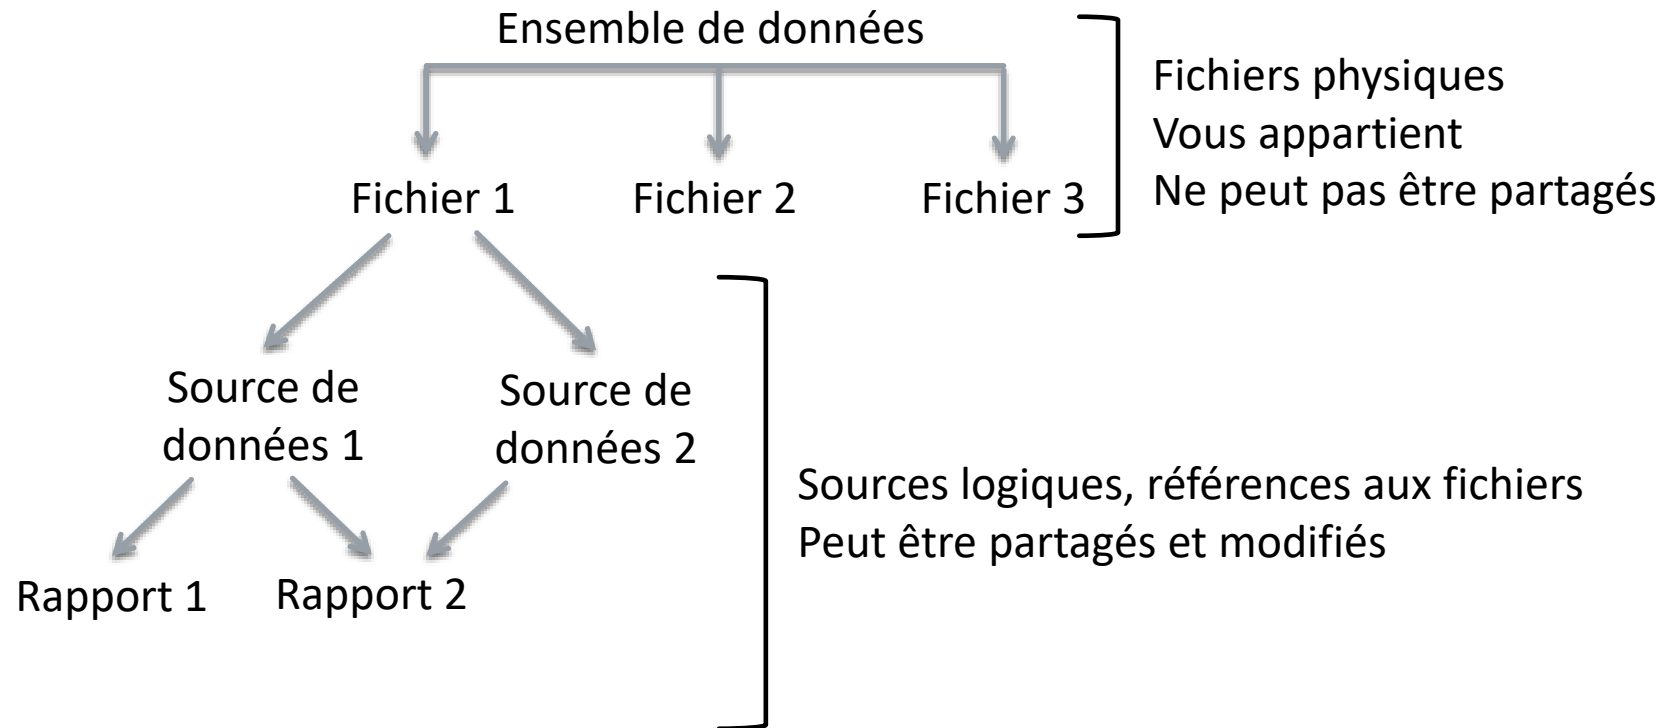 Ensemble de données
Fichiers physiques
Vous appartient
Ne peut pas être partagés
Fichier 1
Fichier 2
Fichier 3
Source de
données 1
Source de
données 2
Sources logiques, références aux fichiers
Peut être partagés et modifiés
Rapport 1
Rapport 2